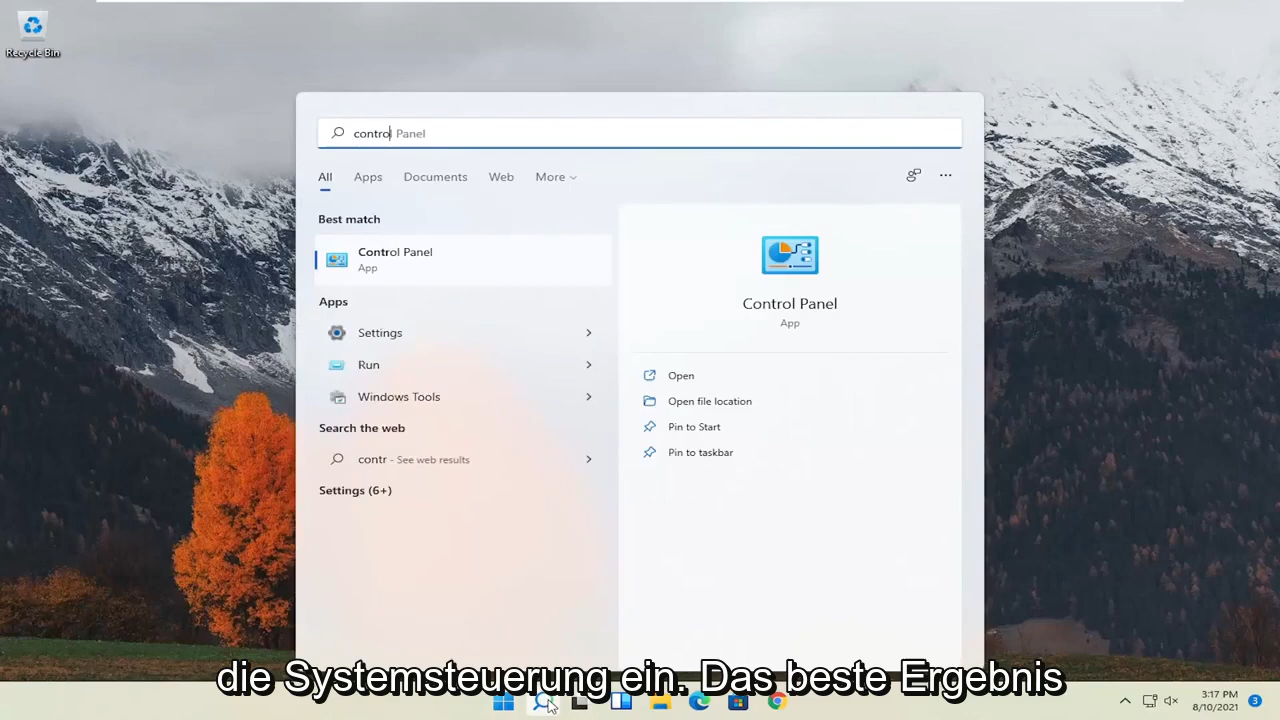 Recycle Bin
control Panel
All Apps Documents Web More
Best match
Control Panel
App
Apps
Settings
Run
Windows Tools
Search the web
contr - See web results
Settings (6+)
Control Panel
App
Open
Open file location
Pin to Start
Pin to taskbar
die Systemsteuerung ein. Das beste Ergebnis
3:17 PM
8/10/2021
3